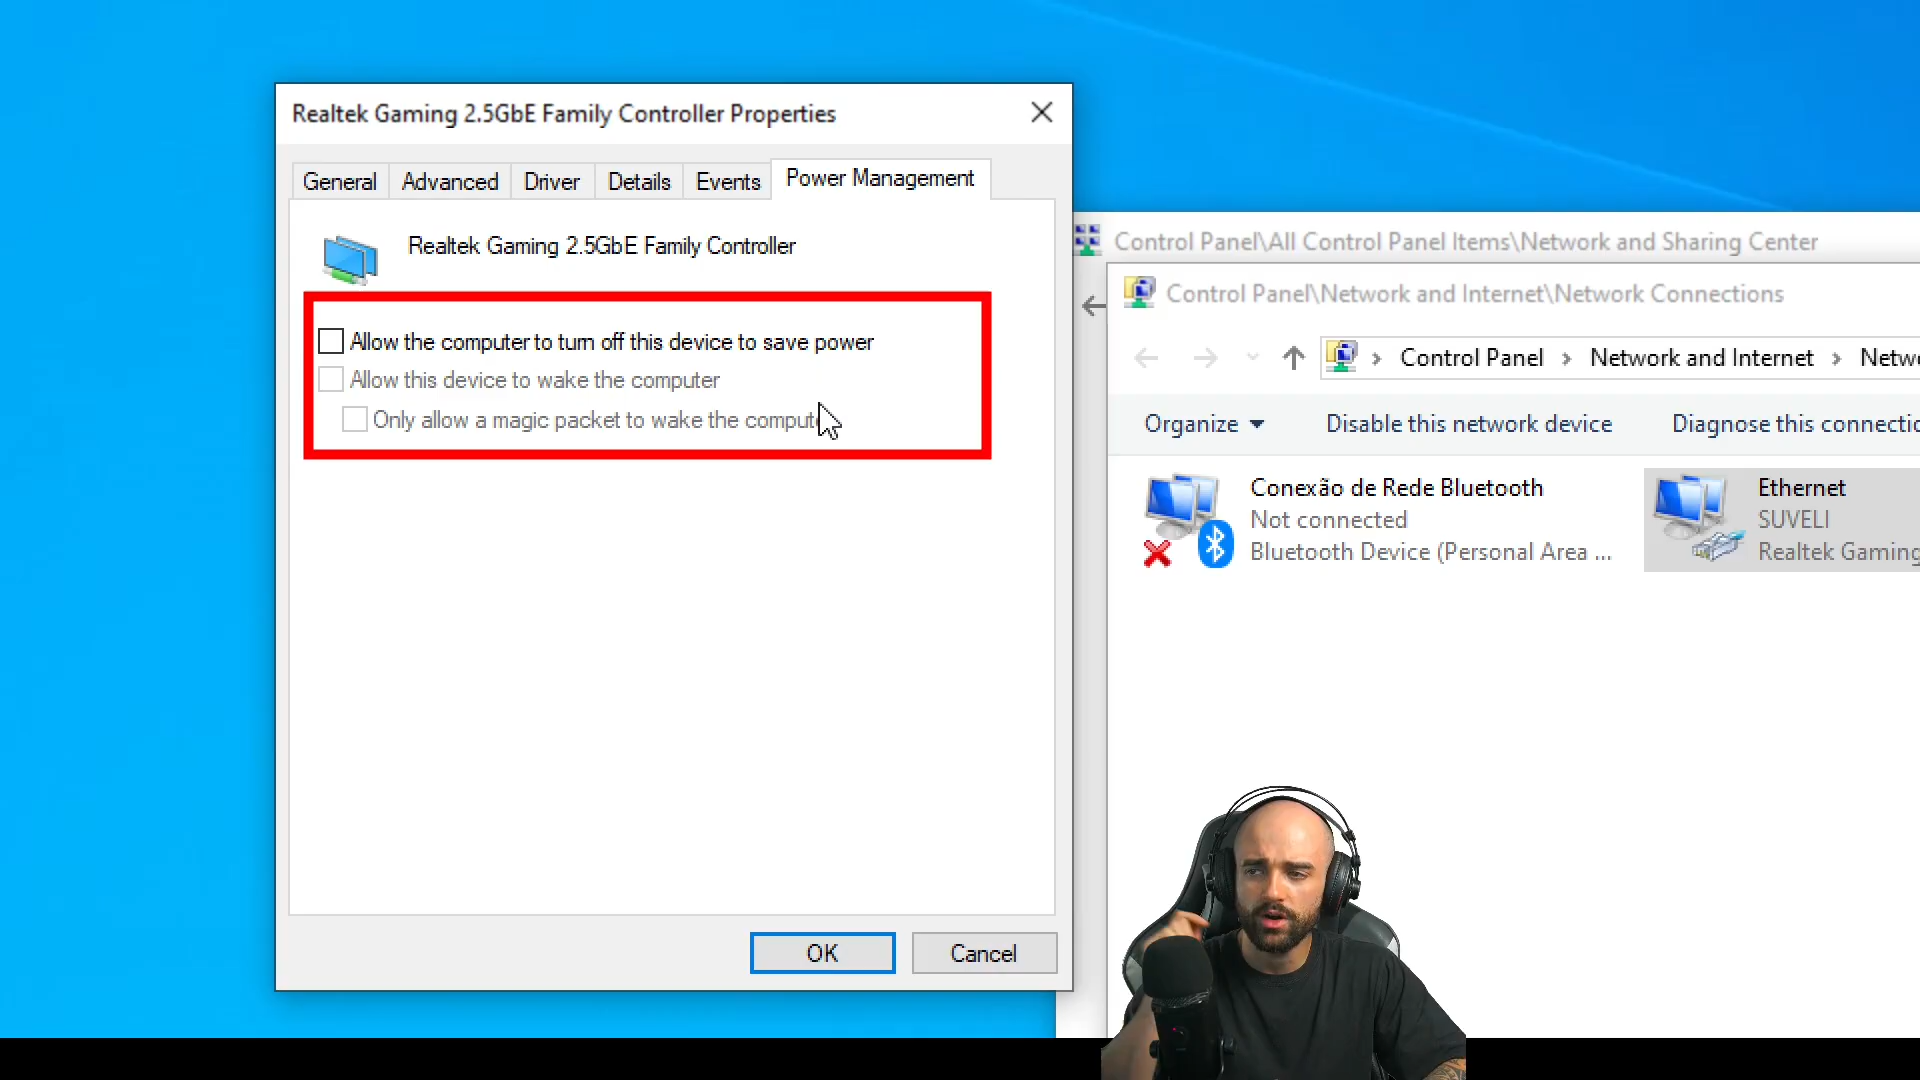 Realtek Gaming 2.5GbE Family Controller Properties
General
Advanced
Driver
Details
Events
Power Management
Realtek Gaming 2.5GbE Family Controller
Allow the computer to turn off this device to save power
Allow this device to wake the computer
Only allow a magic packet to wake the comput
OK
Cancel
Control Panel\All Control Panel Items\Network and Sharing Center
Control Panel\Network and Internet\Network Connections
Control Panel
Network and Internet
Netw
Organize
Disable this network device
Diagnose this connectio
Conexão de Rede Bluetooth
Not connected
Bluetooth Device (Personal Area ...
Ethernet
SUVELI
Realtek Gaming